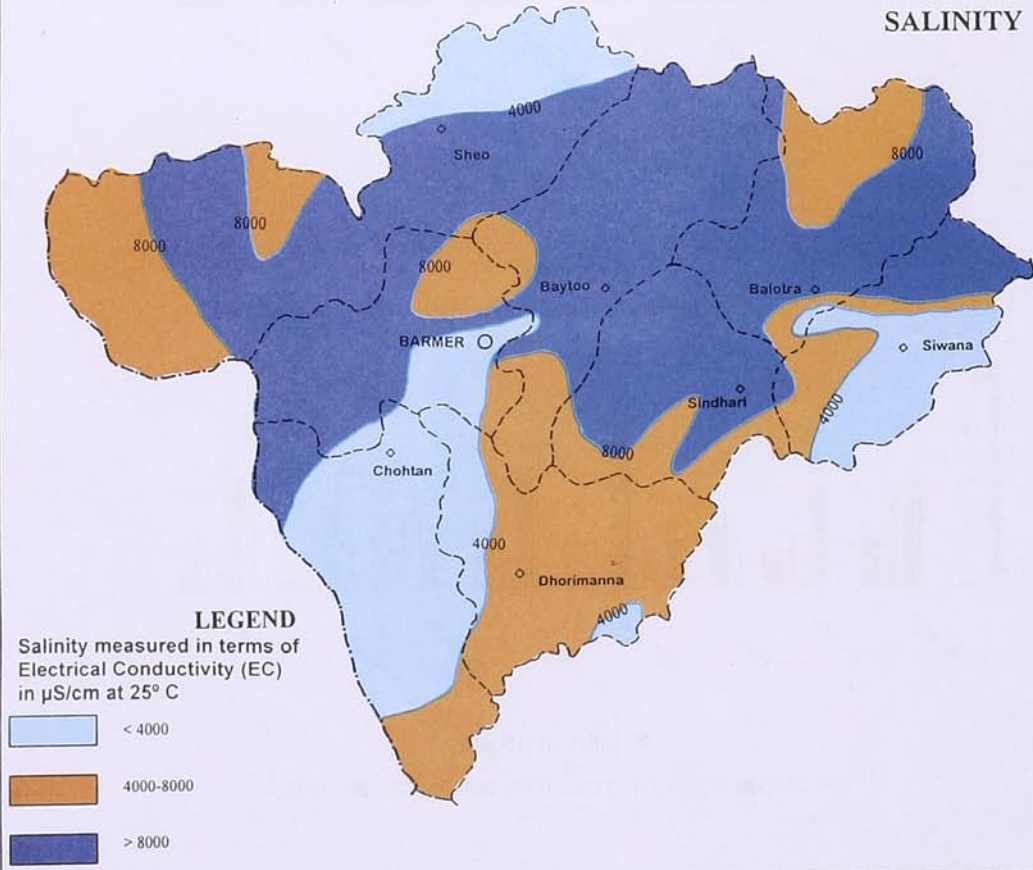 SALINITY
4000
Sheo
8000
8000
8000
8000
Baytoo
Balotra
BARMER
Siwana
Sindhari
4000
8000
Chohtan
4000
Dhorimanna
4000
LEGEND
Salinity measured in terms of
Electrical Conductivity (EC)
in µS/cm at 25º C
< 4000
4000-8000
> 8000